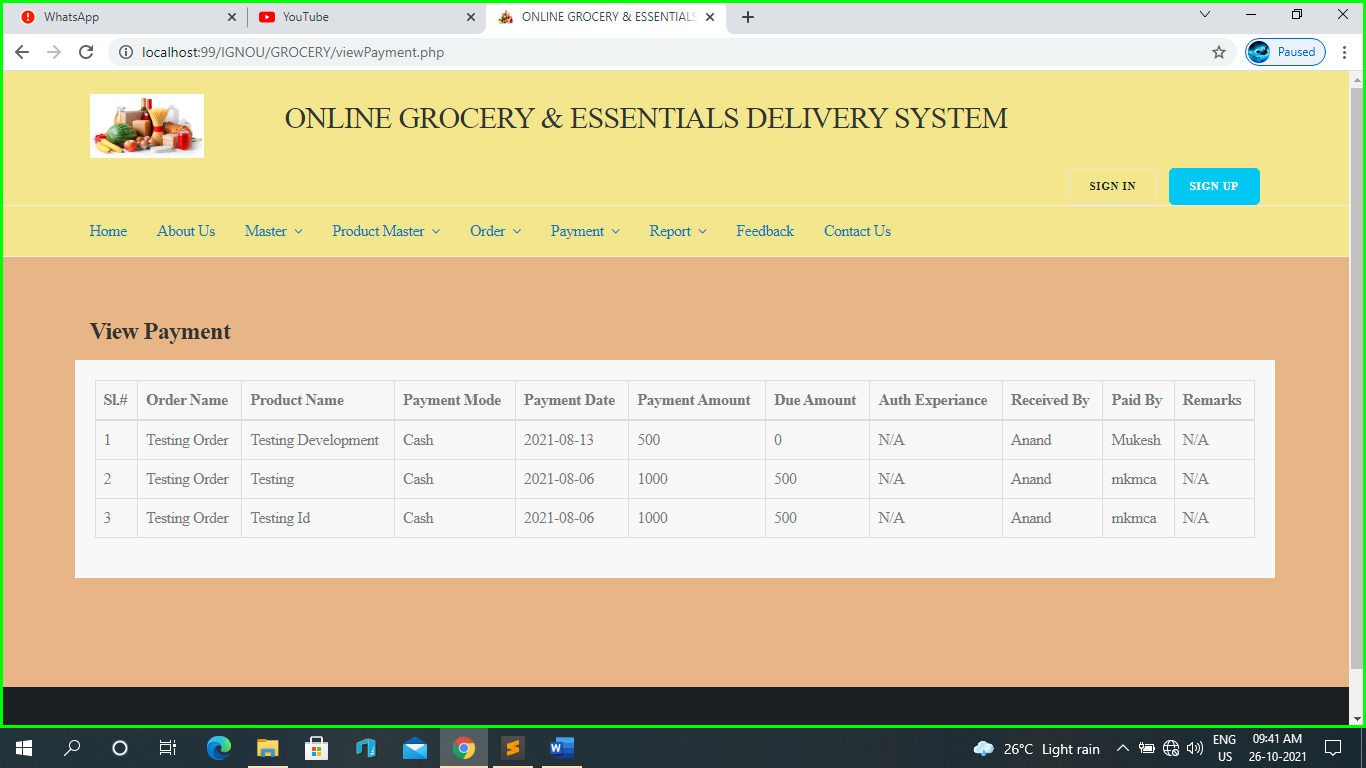 WhatsApp YouTube ONLINE GROCERY & ESSENTIALS
localhost:99/IGNOU/GROCERY/viewPayment.php Paused
ONLINE GROCERY & ESSENTIALS DELIVERY SYSTEM
SIGN IN SIGN UP
Home About Us Master Product Master Order Payment Report Feedback Contact Us
View Payment
Sl.# Order Name Product Name Payment Mode Payment Date Payment Amount Due Amount Auth Experiance Received By Paid By Remarks
1 Testing Order Testing Development Cash 2021-08-13 500 0 N/A Anand Mukesh N/A
2 Testing Order Testing Cash 2021-08-06 1000 500 N/A Anand mkmca N/A
3 Testing Order Testing Id Cash 2021-08-06 1000 500 N/A Anand mkmca N/A
26°C Light rain ENG 09:41 AM
US 26-10-2021